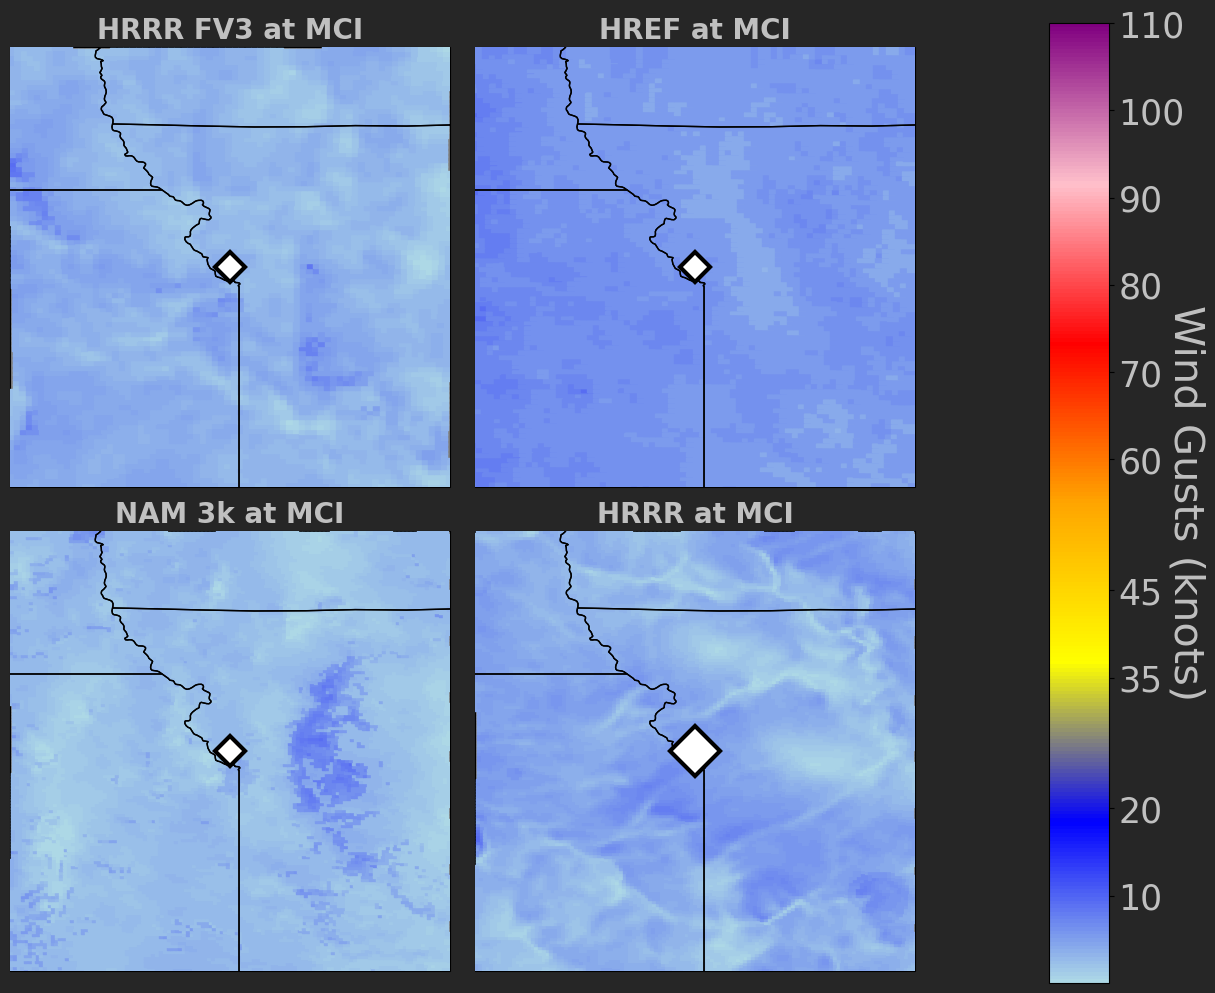 HRRR FV3 at MCI
HREF at MCI
NAM 3k at MCI
HRRR at MCI
110
100
90
80
70
60
45
35
20
10
Wind Gusts (knots)